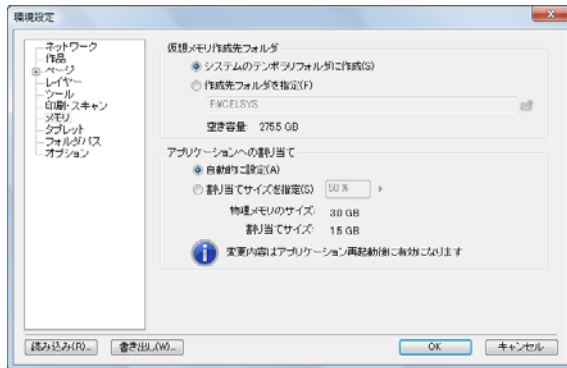 環境設定
ネットワーク
作品
ページ
レイヤー
ツール
印刷・スキャン
メモリ
タブレット
フォルダパス
オプション
仮想メモリ作成先フォルダ
システムのテンポラリフォルダに作成(S)
作成先フォルダを指定(F)
F:¥CELSYS
空き容量: 275.5 GB
アプリケーションへの割り当て
自動的に設定(A)
割り当てサイズを指定(S) 50 %
物理メモリのサイズ: 3.0 GB
割り当てサイズ: 1.5 GB
変更内容はアプリケーション再起動後に有効になります
読み込み(R)...
書き出し(W)...
OK
キャンセル